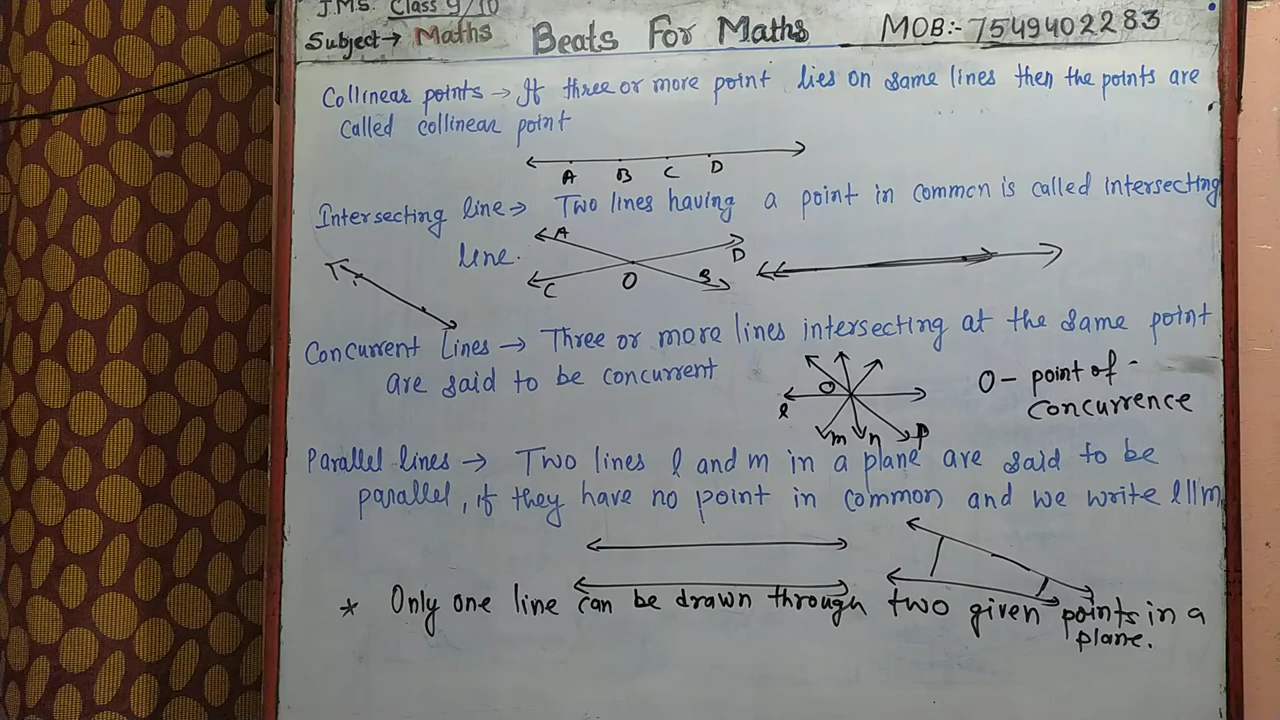 J.M.S. Class 9/10
Subject → Maths Beats For Maths MOB:- 7549402283
Collinear points → If three or more point lies on same lines then the points are
called collinear point
A B C D
Intersecting line → Two lines having a point in common is called intersecting
line.
A D
C O B
Concurrent Lines → Three or more lines intersecting at the same point
are said to be concurrent
O
l
m n p
O - point of
concurrence
Parallel lines → Two lines l and m in a plane are said to be
parallel, if they have no point in common and we write l||m
* Only one line can be drawn through two given points in a
plane.